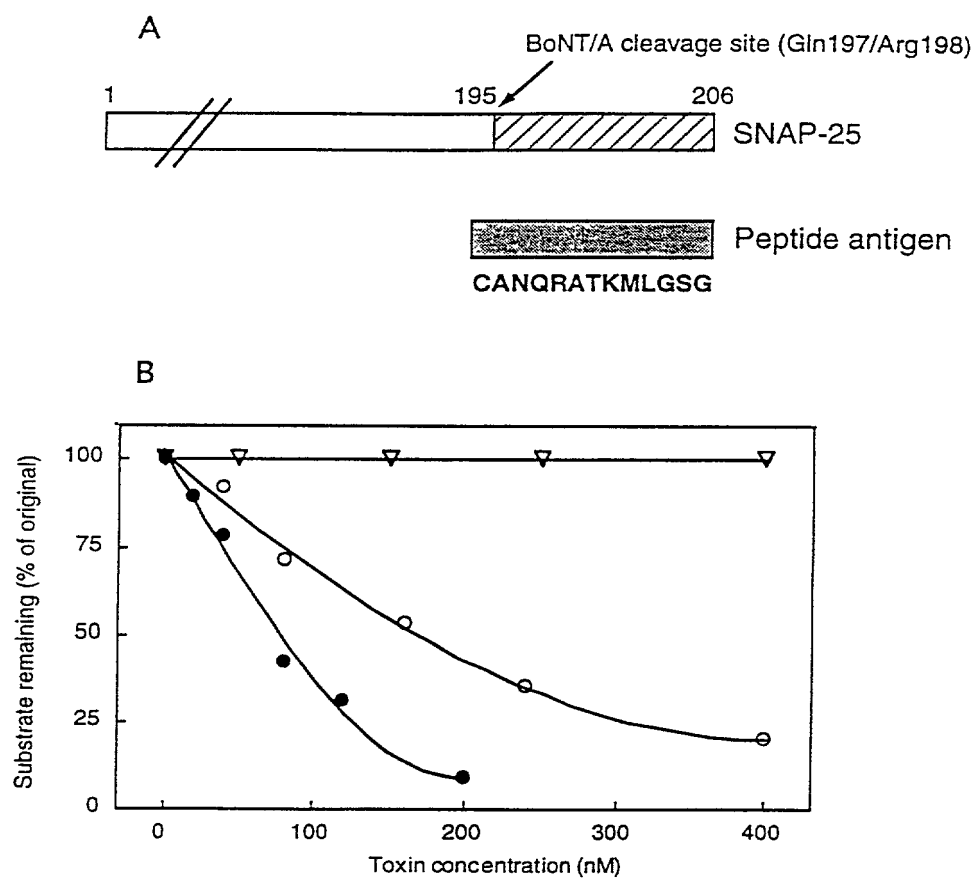 A
BoNT/A cleavage site (Gln197/Arg198)
1 195 206
SNAP-25
Peptide antigen
CANQRATKMLGSG
B
Substrate remaining (% of original)
100
75
50
25
0
0 100 200 300 400
Toxin concentration (nM)